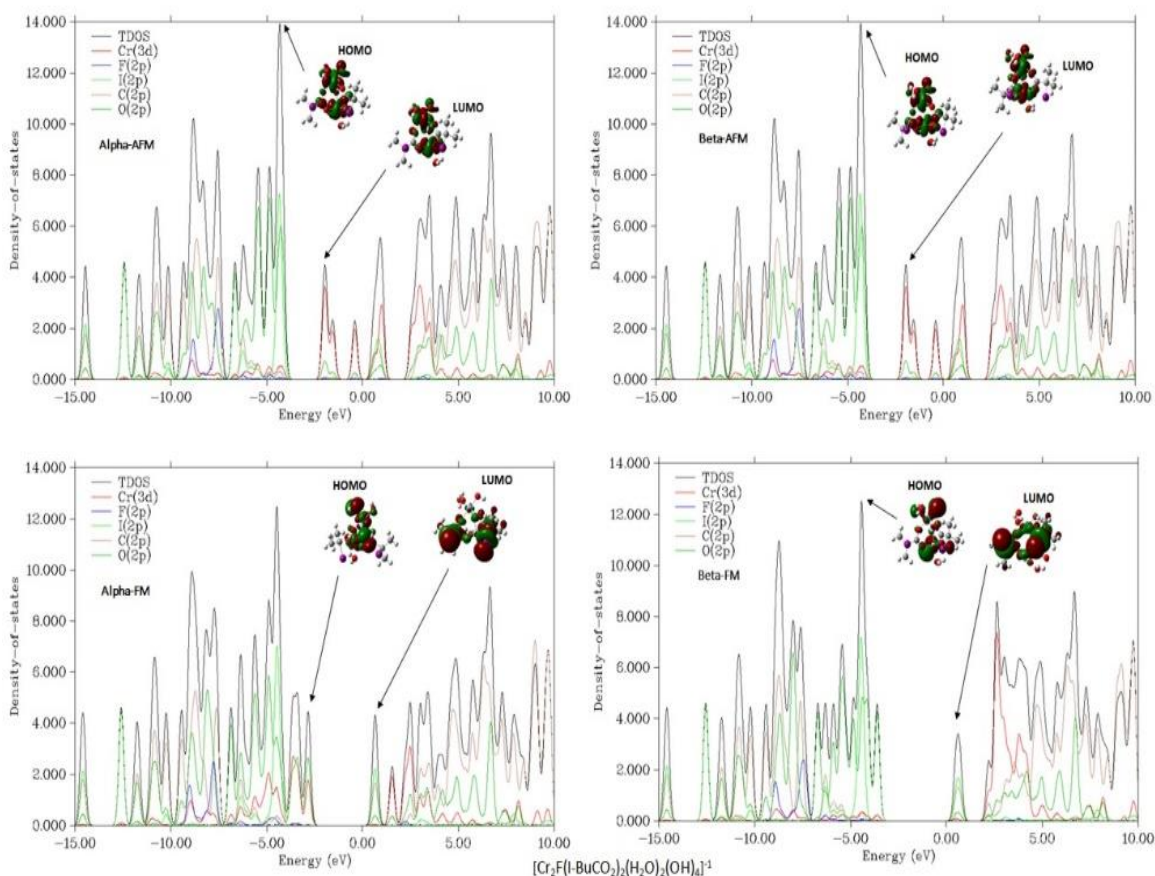 14.000
12.000
10.000
8.000
6.000
4.000
2.000
0.000
Density-of-states
TDOS
Cr(3d)
F(2p)
I(2p)
C(2p)
O(2p)
Alpha-AFM
HOMO
LUMO
-15.00 -10.00 -5.00 0.00 5.00 10.00
Energy (eV)
14.000
12.000
10.000
8.000
6.000
4.000
2.000
0.000
Density-of-states
TDOS
Cr(3d)
F(2p)
I(2p)
C(2p)
O(2p)
Beta-AFM
HOMO
LUMO
-15.00 -10.00 -5.00 0.00 5.00 10.00
Energy (eV)
14.000
12.000
10.000
8.000
6.000
4.000
2.000
0.000
Density-of-states
TDOS
Cr(3d)
F(2p)
I(2p)
C(2p)
O(2p)
Alpha-FM
HOMO
LUMO
-15.00 -10.00 -5.00 0.00 5.00 10.00
Energy (eV)
14.000
12.000
10.000
8.000
6.000
4.000
2.000
0.000
Density-of-states
TDOS
Cr(3d)
F(2p)
I(2p)
C(2p)
O(2p)
Beta-FM
HOMO
LUMO
-15.00 -10.00 -5.00 0.00 5.00 10.00
Energy (eV)
[Cr₂F(I-BuCO₂)₂(H₂O)₂(OH)₄]⁻¹